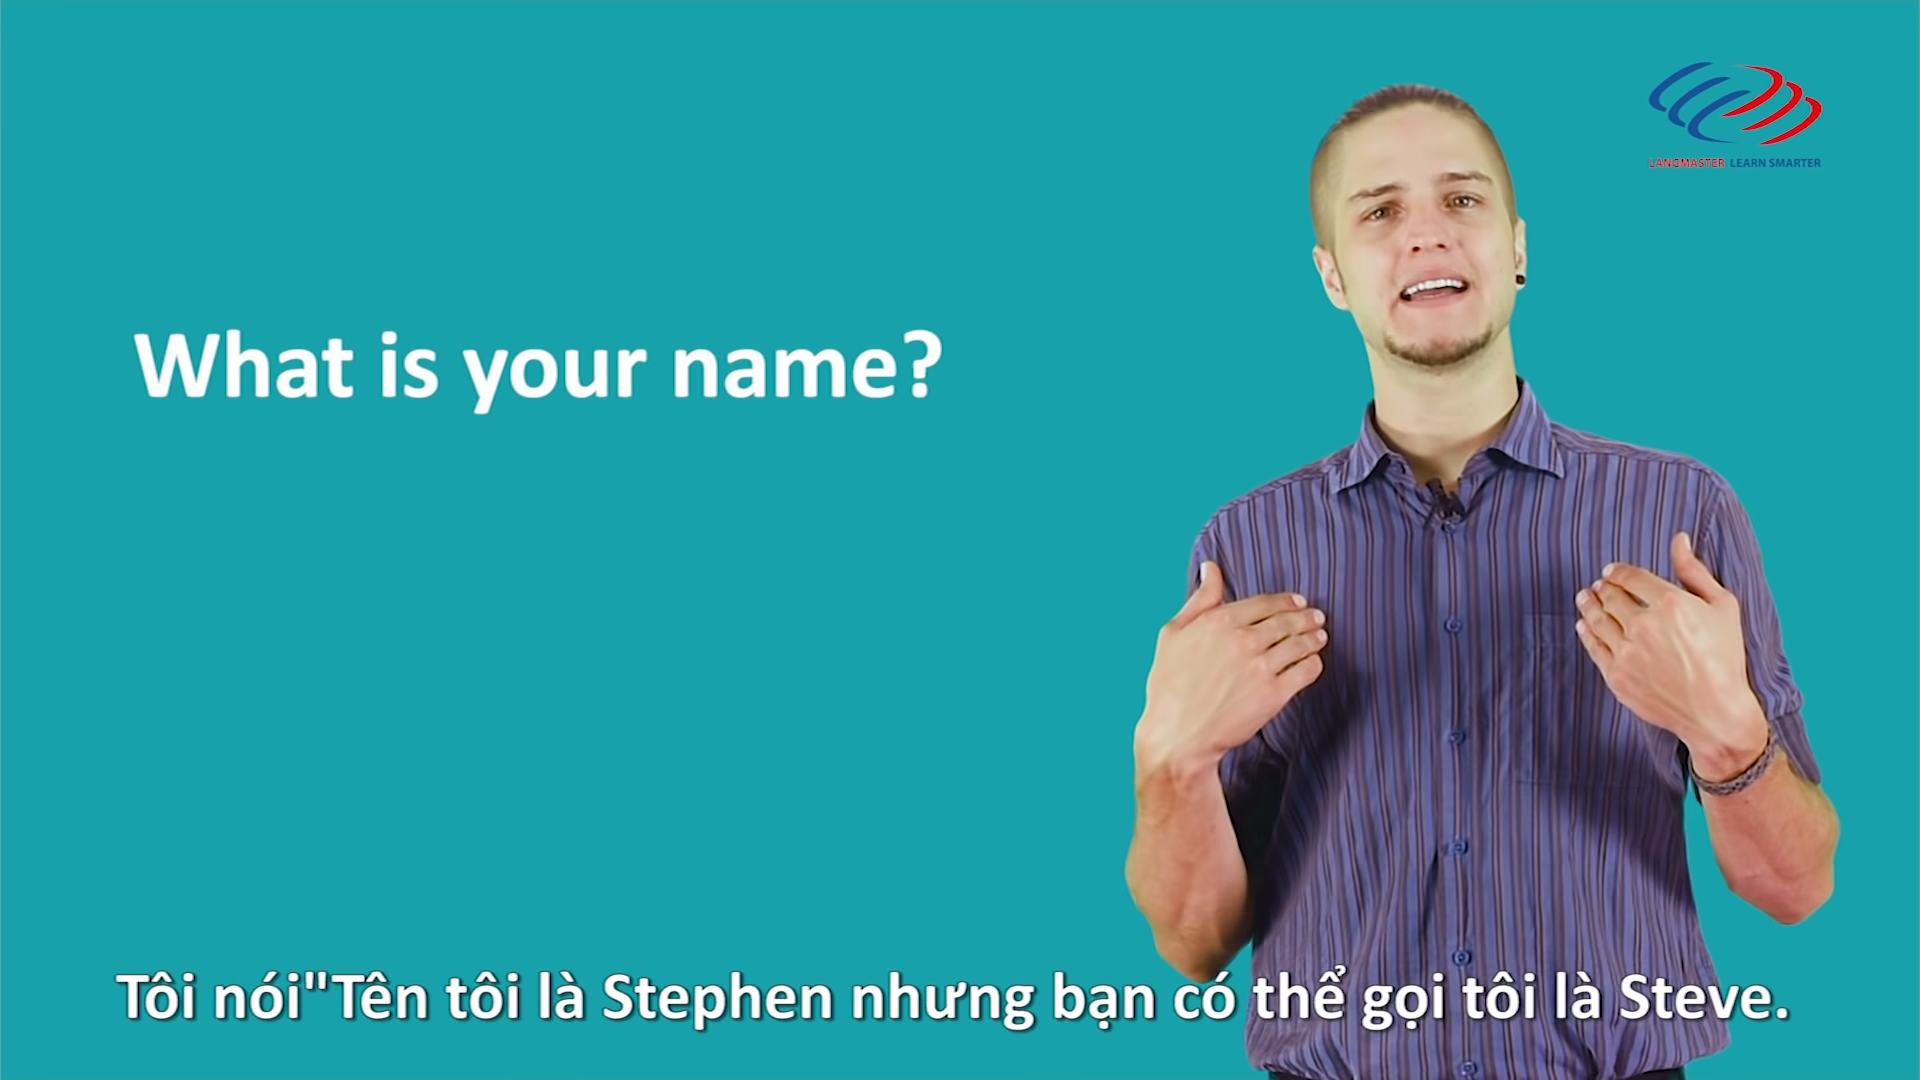 LANGMASTER LEARN SMARTER
What is your name?
Tôi nói"Tên tôi là Stephen nhưng bạn có thể gọi tôi là Steve.